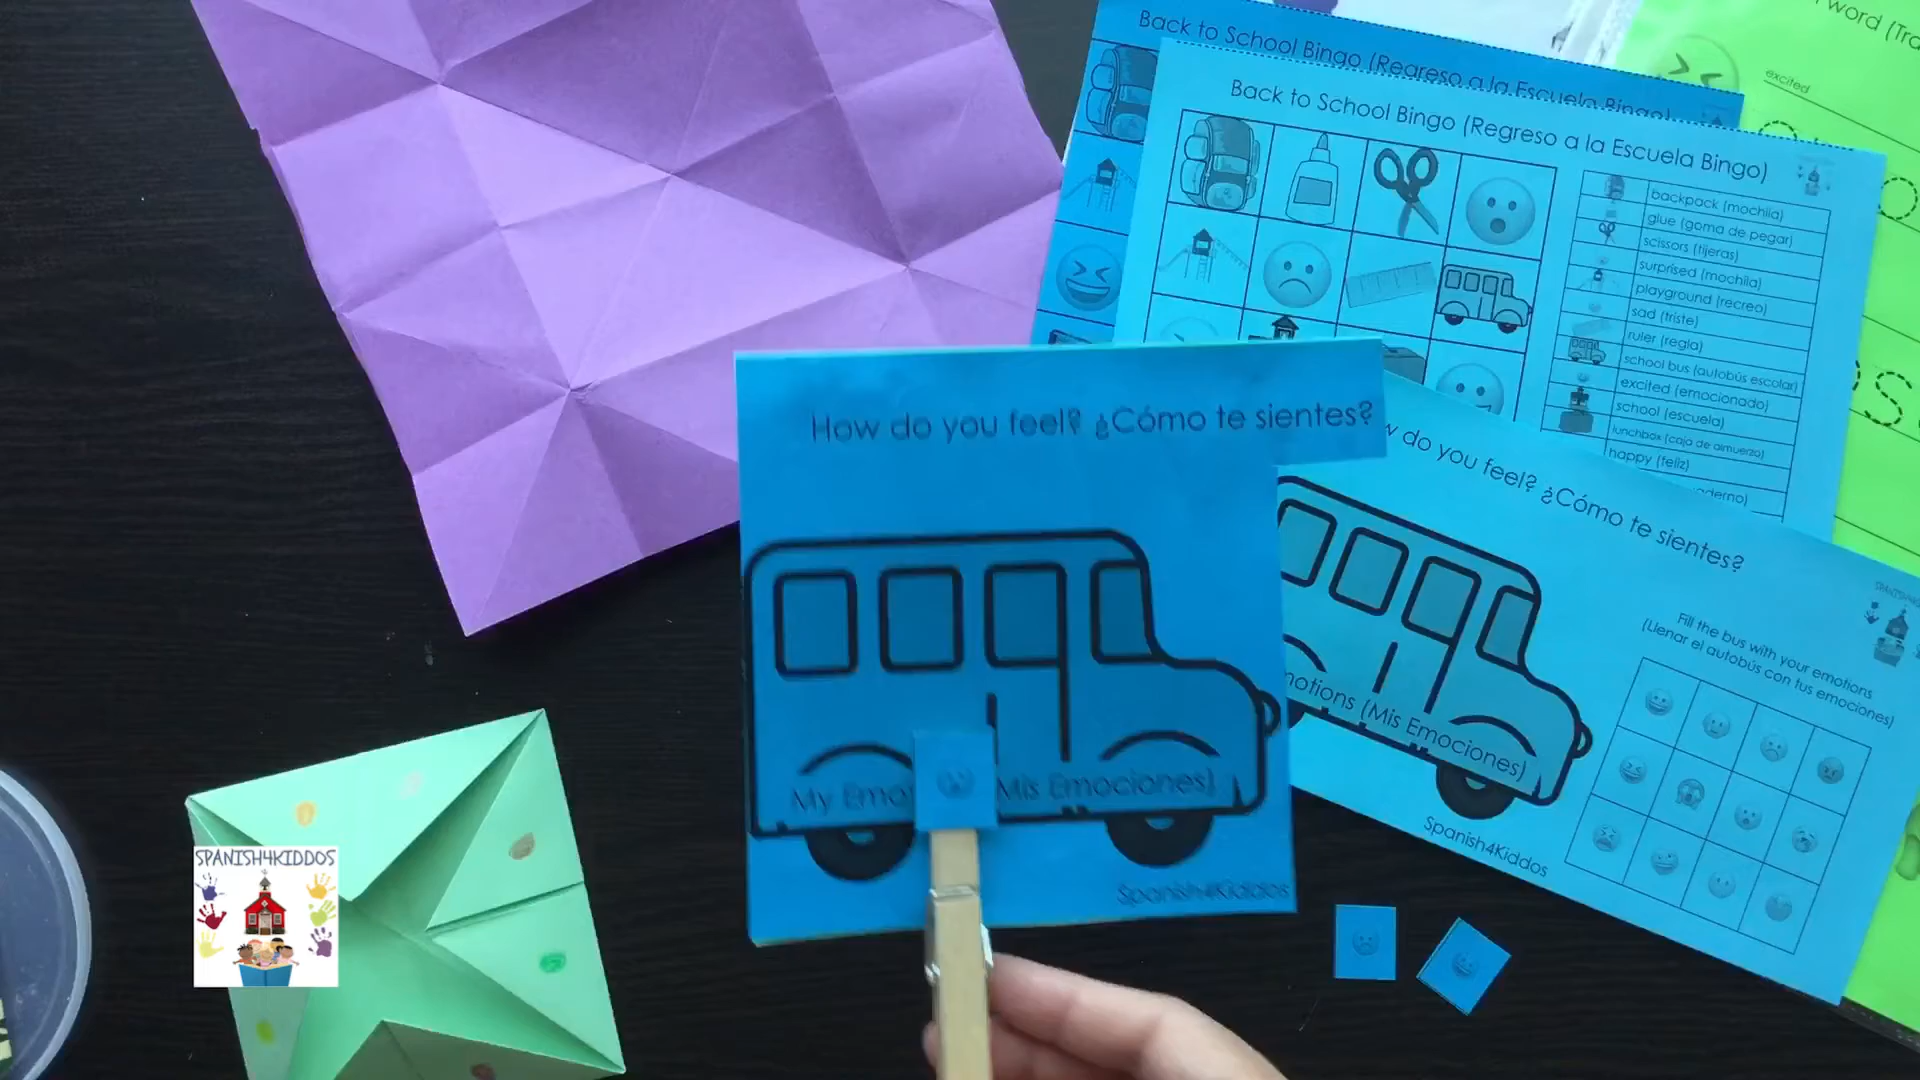 Back to School Bingo (Regreso a la Escuela Bingo)
Back to School Bingo (Regreso a la Escuela Bingo)
backpack (mochila)
glue (goma de pegar)
scissors (tijeras)
surprised (mochila)
playground (recreo)
sad (triste)
ruler (regla)
school bus (autobús escolar)
excited (emocionado)
school (escuela)
lunchbox (caja de almuerzo)
happy (feliz)
word (Tra
excited
How do you feel? ¿Cómo te sientes?
My Emo
Mis Emociones)
Spanish4Kiddos
do you feel? ¿Cómo te sientes?
Fill the bus with your emotions
(Llenar el autobús con tus emociones)
motions (Mis Emociones)
Spanish4Kiddos
SPANISH4KIDDOS